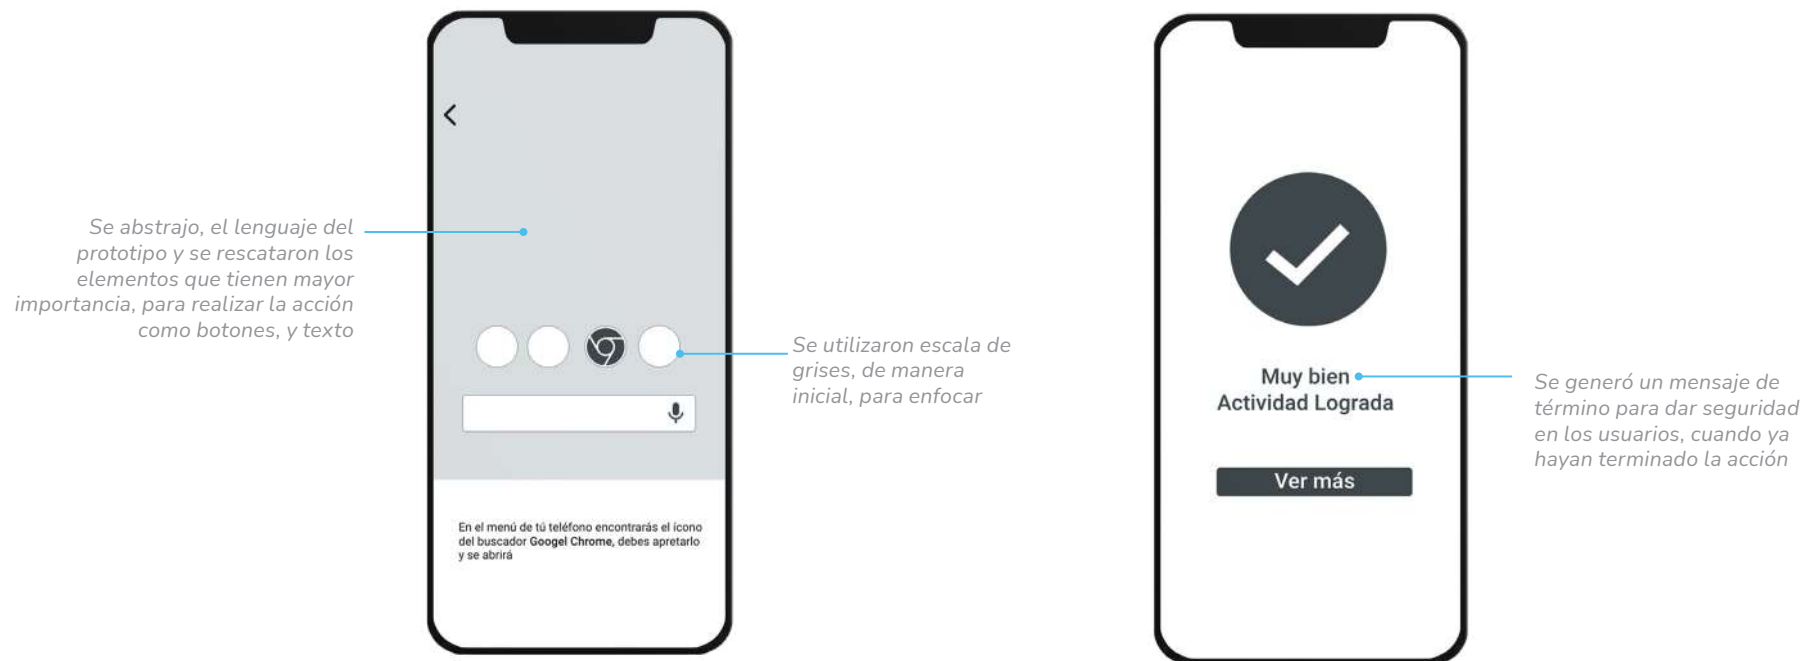 Se abstrajo, el lenguaje del
prototipo y se rescataron los
elementos que tienen mayor
importancia, para realizar la acción
como botones, y texto
En el menú de tú teléfono encontrarás el ícono
del buscador Googel Chrome, debes apretarlo
y se abrirá
Se utilizaron escala de
grises, de manera
inicial, para enfocar
Muy bien
Actividad Lograda
Ver más
Se generó un mensaje de
término para dar seguridad
en los usuarios, cuando ya
hayan terminado la acción